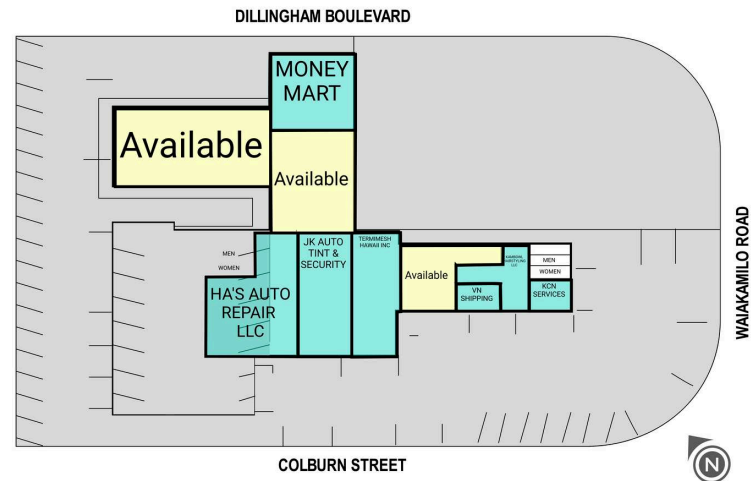 DILLINGHAM BOULEVARD
MONEY
MART
Available
Available
MEN
WOMEN
HA'S AUTO
REPAIR
LLC
JK AUTO
TINT &
SECURITY
TERMIMESH
HAWAII INC
Available
VN
SHIPPING
LLC
MEN
WOMEN
KCN
SERVICES
WAIAKAMILO ROAD
COLBURN STREET
N